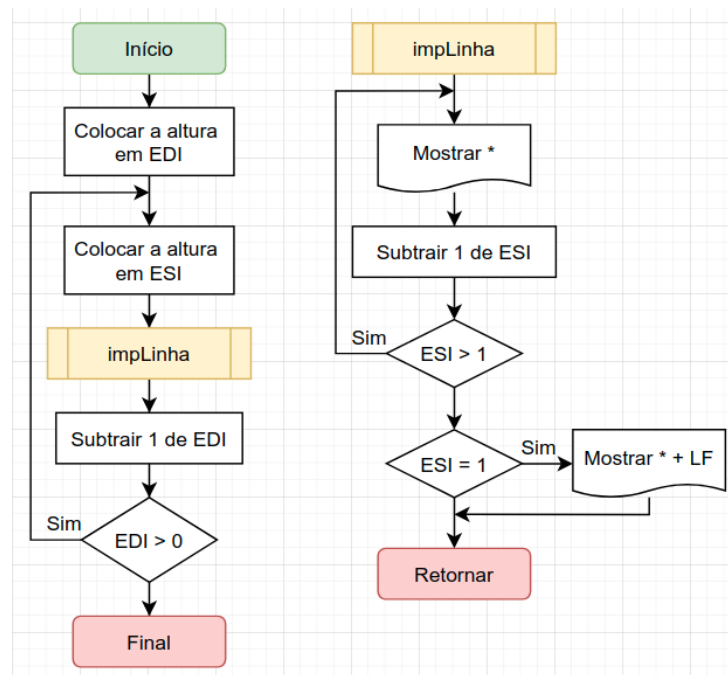 Início
Colocar a altura
em EDI
Colocar a altura
em ESI
impLinha
Subtrair 1 de EDI
Sim
EDI > 0
Final
impLinha
Mostrar *
Subtrair 1 de ESI
Sim
ESI > 1
ESI = 1
Sim
Mostrar * + LF
Retornar